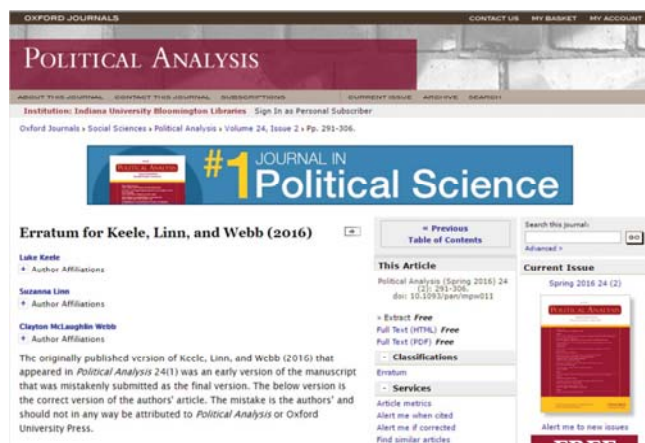 OXFORD JOURNALS
CONTACT US MY BASKET MY ACCOUNT
POLITICAL ANALYSIS
ABOUT THIS JOURNAL CONTACT THIS JOURNAL SUBSCRIPTIONS
CURRENT ISSUE ARCHIVE SEARCH
Institution: Indiana University Bloomington Libraries Sign In as Personal Subscriber
Oxford Journals » Social Sciences » Political Analysis » Volume 24, Issue 2 » Pp. 291-306.
POLITICAL ANALYSIS
#1 JOURNAL IN
Political Science
Erratum for Keele, Linn, and Webb (2016)
Luke Keele
+ Author Affiliations
Suzanna Linn
+ Author Affiliations
Clayton McLaughlin Webb
+ Author Affiliations
The originally published version of Keele, Linn, and Webb (2016) that
appeared in Political Analysis 24(1) was an early version of the manuscript
that was mistakenly submitted as the final version. The below version is
the correct version of the authors' article. The mistake is the authors' and
should not in any way be attributed to Political Analysis or Oxford
University Press.
« Previous
Table of Contents
This Article
Political Analysis (Spring 2016) 24
(2): 291-306.
doi: 10.1093/pan/mpw011
» Extract Free
Full Text (HTML) Free
Full Text (PDF) Free
- Classifications
Erratum
- Services
Article metrics
Alert me when cited
Alert me if corrected
Find similar articles
Search this journal:
GO
Advanced »
Current Issue
Spring 2016 24 (2)
POLITICAL ANALYSIS
Alert me to new issues
FREE